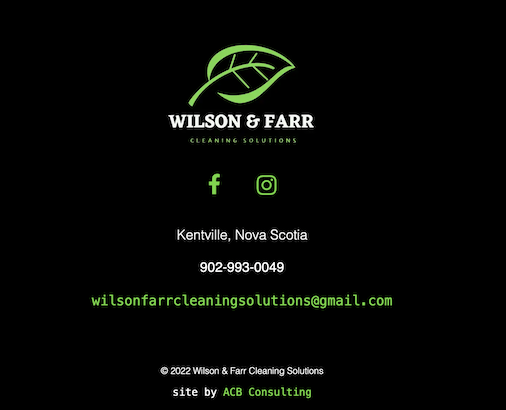 WILSON & FARR
CLEANING SOLUTIONS
Kentville, Nova Scotia
902-993-0049
wilsonfarrcleaningsolutions@gmail.com
© 2022 Wilson & Farr Cleaning Solutions
site by ACB Consulting